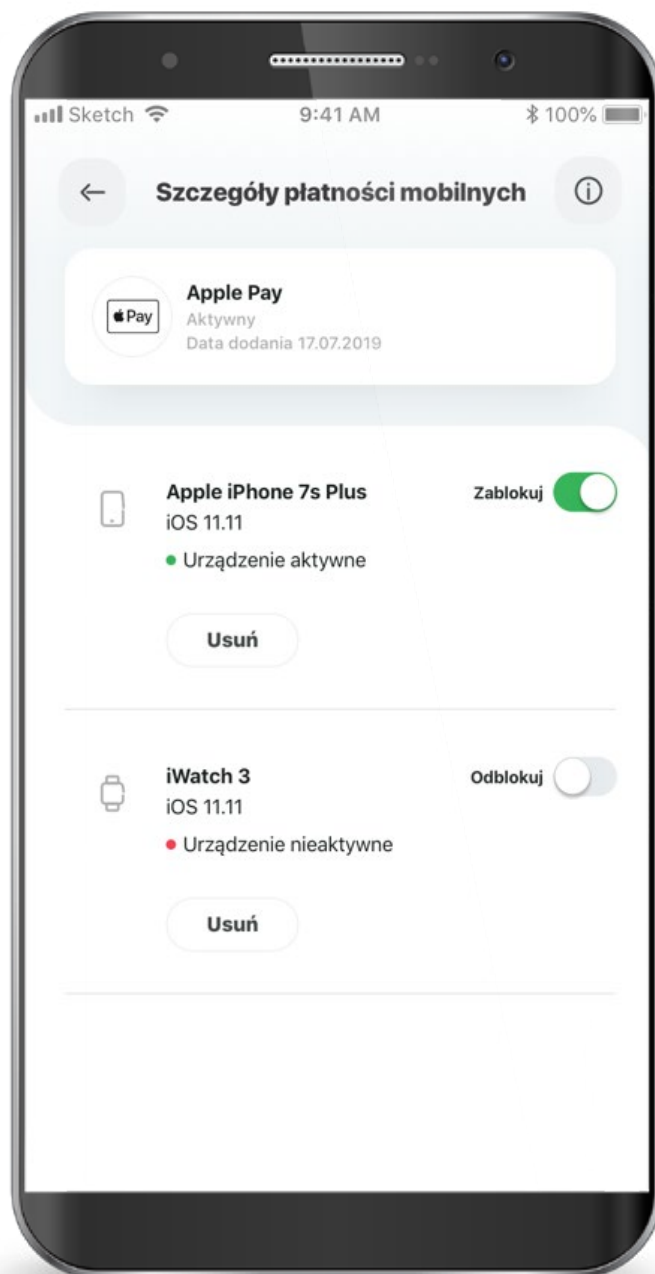 Sketch 9:41 AM 100%
Szczegóły płatności mobilnych
Apple Pay
Pay
Aktywny
Data dodania 17.07.2019
Apple iPhone 7s Plus
Zablokuj
iOS 11.11
Urządzenie aktywne
Usuń
iWatch 3
Odblokuj
iOS 11.11
Urządzenie nieaktywne
Usuń